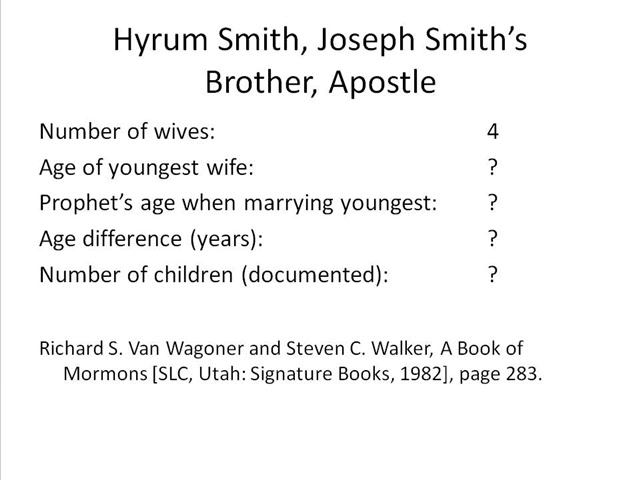 Hyrum Smith, Joseph Smith’s
Brother, Apostle
Number of wives: 4
Age of youngest wife: ?
Prophet’s age when marrying youngest: ?
Age difference (years): ?
Number of children (documented): ?
Richard S. Van Wagoner and Steven C. Walker, A Book of
Mormons [SLC, Utah: Signature Books, 1982], page 283.